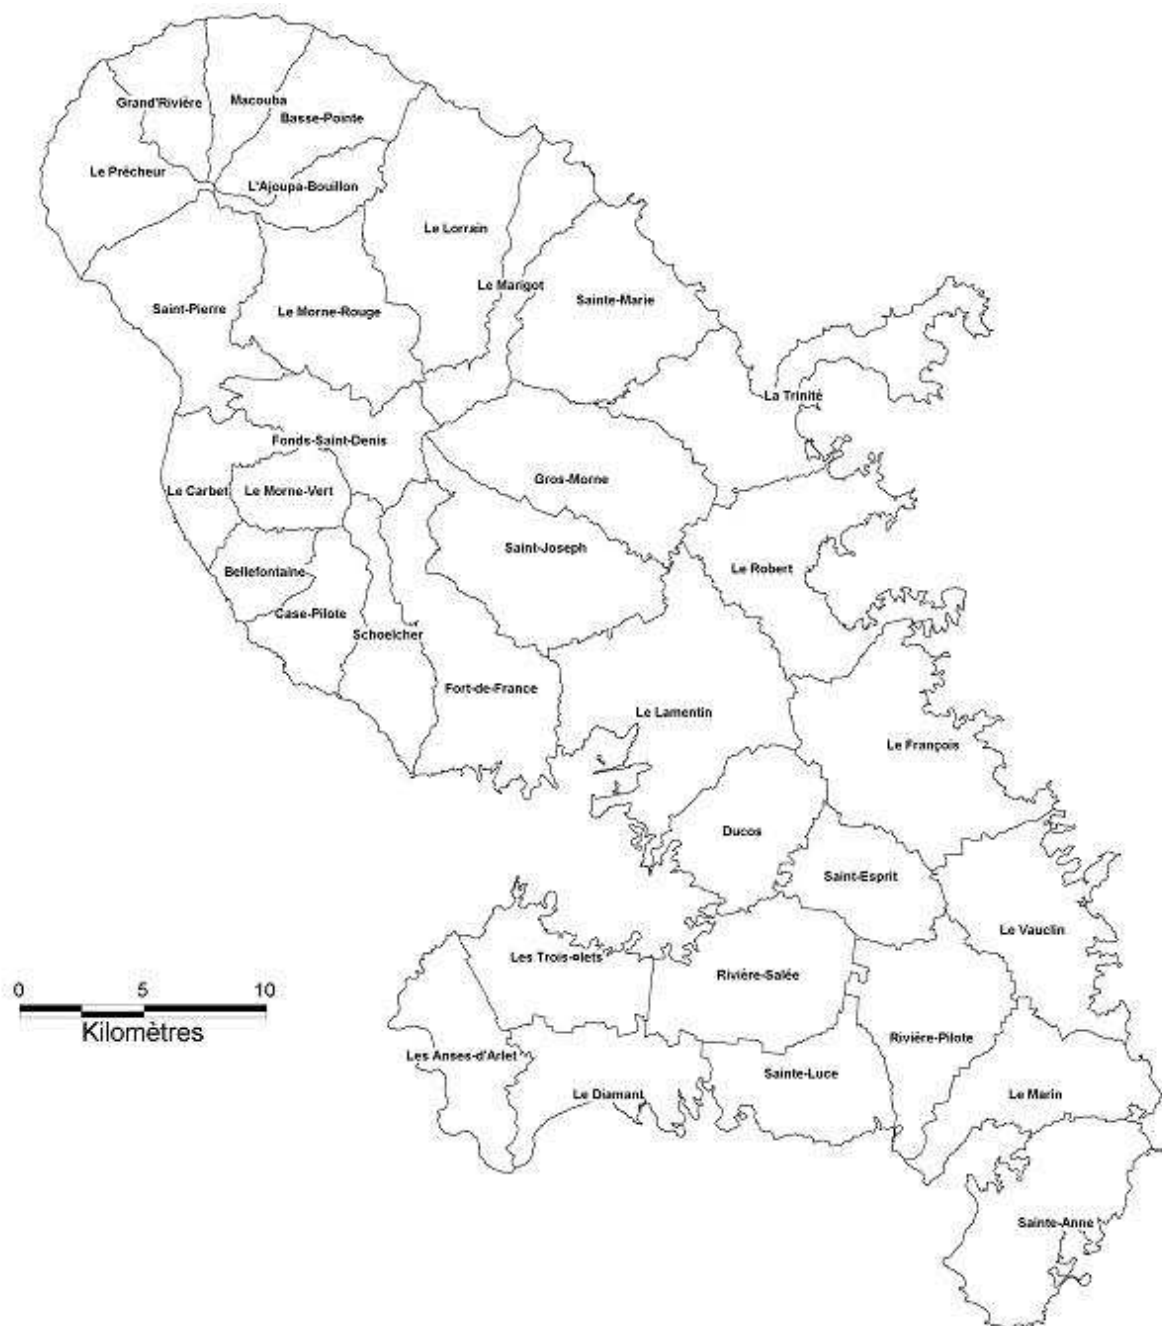 Grand'Rivière
Macouba
Basse-Pointe
Le Prêcheur
L'Ajoupa-Bouillon
Le Lorrain
Le Marigot
Sainte-Marie
Saint-Pierre
Le Morne-Rouge
La Trinité
Fonds-Saint-Denis
Gros-Morne
Le Carbet
Le Morne-Vert
Saint-Joseph
Le Robert
Bellefontaine
Case-Pilote
Schoelcher
Fort-de-France
Le Lamentin
Le François
Ducos
Saint-Esprit
Le Vauclin
Les Trois-¤lets
Rivière-Salée
0 5 10
Kilomètres
Rivière-Pilote
Les Anses-d'Arlet
Sainte-Luce
Le Diamant
Le Marin
Sainte-Anne